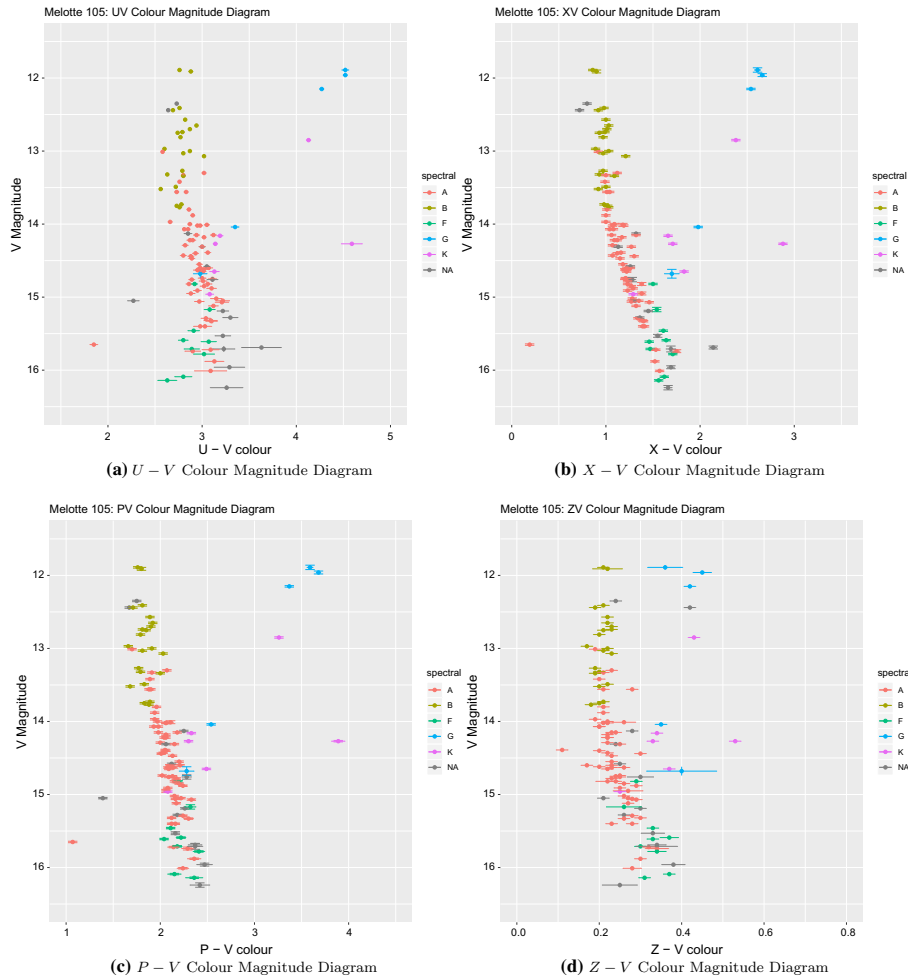 Melotte 105: UV Colour Magnitude Diagram
12
13
14
15
16
V Magnitude
2
3
4
5
U − V colour
spectral
A
B
F
G
K
NA
(a) U − V Colour Magnitude Diagram
Melotte 105: XV Colour Magnitude Diagram
12
13
14
15
16
V Magnitude
0
1
2
3
X − V colour
spectral
A
B
F
G
K
NA
(b) X − V Colour Magnitude Diagram
Melotte 105: PV Colour Magnitude Diagram
12
13
14
15
16
V Magnitude
1
2
3
4
P − V colour
spectral
A
B
F
G
K
NA
(c) P − V Colour Magnitude Diagram
Melotte 105: ZV Colour Magnitude Diagram
12
13
14
15
16
V Magnitude
0.0
0.2
0.4
0.6
0.8
Z − V colour
spectral
A
B
F
G
K
NA
(d) Z − V Colour Magnitude Diagram